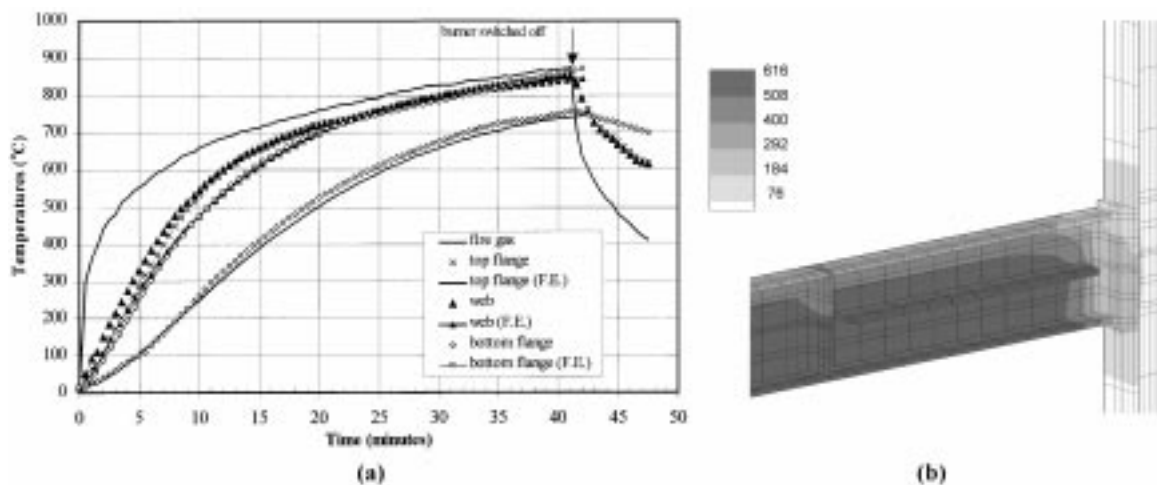 burner switched off
1000
900
800
700
600
500
400
300
200
100
0
Temperatures (°C)
fire gas
top flange
top flange (F.E.)
web
web (F.E.)
bottom flange
bottom flange (F.E.)
0 5 10 15 20 25 30 35 40 45 50
Time (minutes)
(a)
616
508
400
292
184
76
(b)